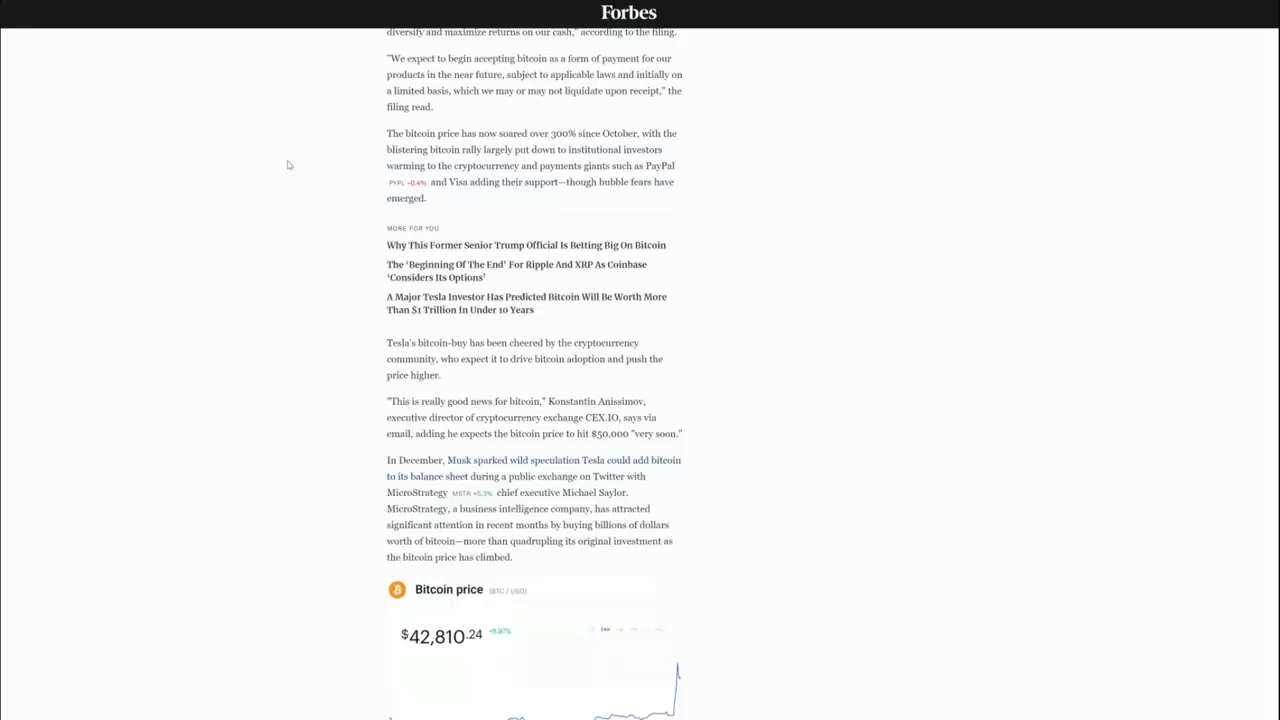 Forbes
diversify and maximize returns on our cash," according to the filing.
"We expect to begin accepting bitcoin as a form of payment for our
products in the near future, subject to applicable laws and initially on
a limited basis, which we may or may not liquidate upon receipt," the
filing read.
The bitcoin price has now soared over 300% since October, with the
blistering bitcoin rally largely put down to institutional investors
warming to the cryptocurrency and payments giants such as PayPal
PYPL -0.4% and Visa adding their support—though bubble fears have
emerged.
MORE FOR YOU
Why This Former Senior Trump Official Is Betting Big On Bitcoin
The 'Beginning Of The End' For Ripple And XRP As Coinbase
'Considers Its Options'
A Major Tesla Investor Has Predicted Bitcoin Will Be Worth More
Than $1 Trillion In Under 10 Years
Tesla's bitcoin-buy has been cheered by the cryptocurrency
community, who expect it to drive bitcoin adoption and push the
price higher.
"This is really good news for bitcoin," Konstantin Anissimov,
executive director of cryptocurrency exchange CEX.IO, says via
email, adding he expects the bitcoin price to hit $50,000 "very soon."
In December, Musk sparked wild speculation Tesla could add bitcoin
to its balance sheet during a public exchange on Twitter with
MicroStrategy MSTR +5.3% chief executive Michael Saylor.
MicroStrategy, a business intelligence company, has attracted
significant attention in recent months by buying billions of dollars
worth of bitcoin—more than quadrupling its original investment as
the bitcoin price has climbed.
Bitcoin price (BTC / USD)
$42,810.24